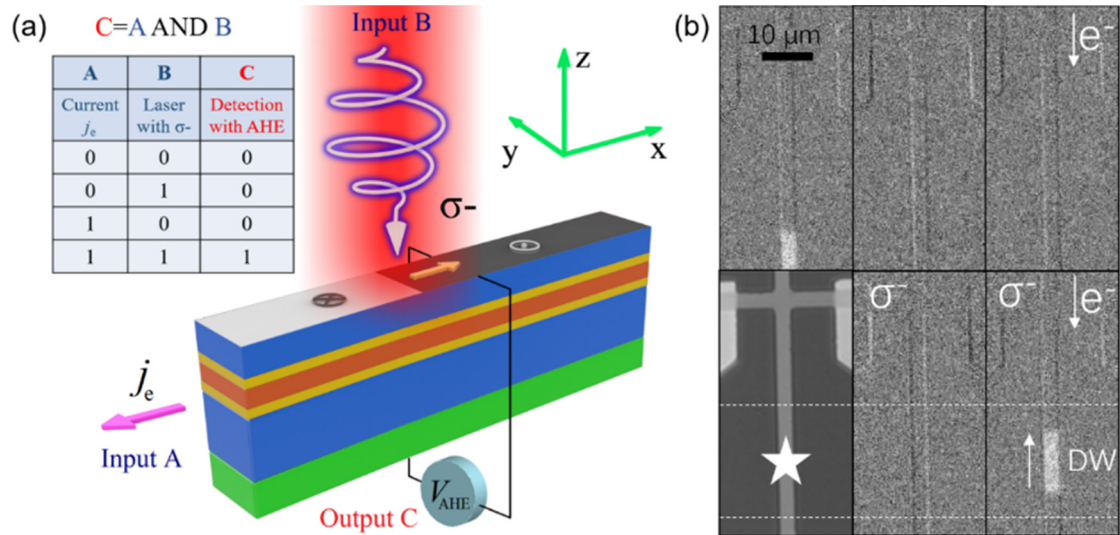 (a)
C=A AND B
A B C
Current jₑ Laser with σ- Detection with AHE
0 0 0
0 1 0
1 0 0
1 1 1
Input B
z
y
x
σ-
jₑ
Input A
V_AHE
Output C
(b)
10 μm
e⁻
σ⁻
σ⁻
e⁻
DW